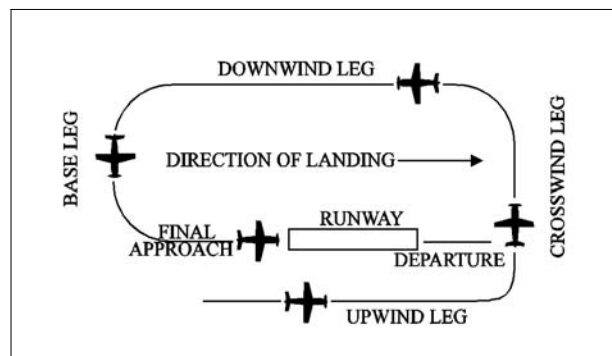 DOWNWIND LEG
BASE LEG
DIRECTION OF LANDING
CROSSWIND LEG
FINAL
APPROACH
RUNWAY
DEPARTURE
UPWIND LEG